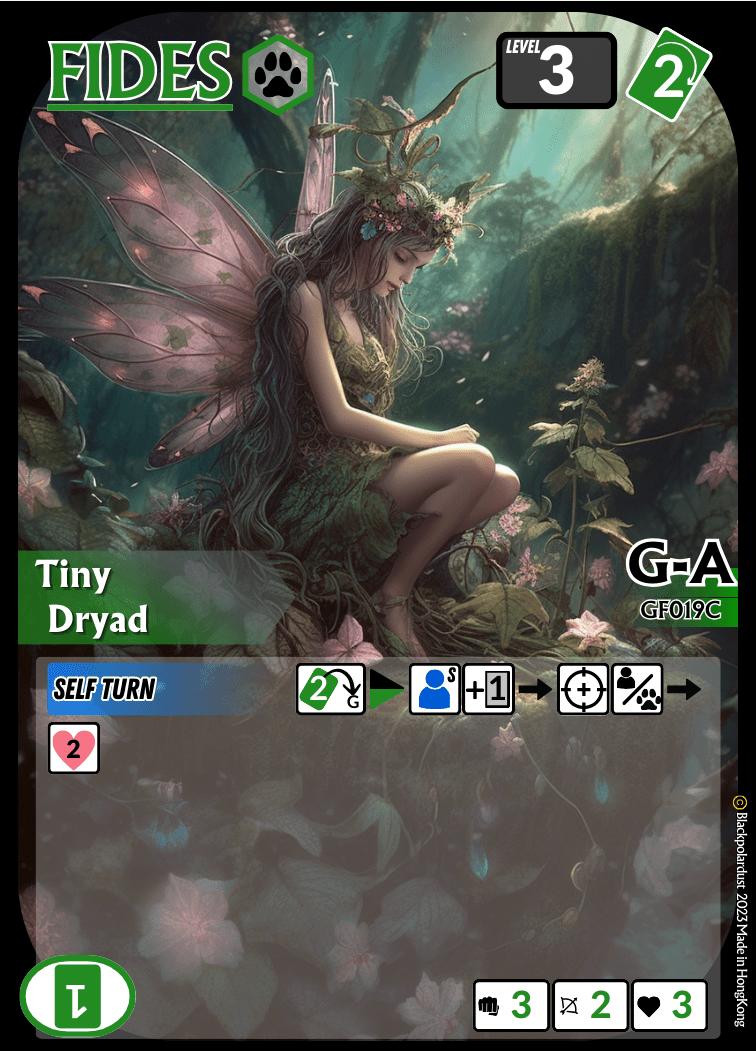 FIDES
LEVEL 3
2
Tiny
Dryad
G-A
GF019C
SELF TURN
2 G
S
+1
2
© Blackpolardust 2023 Made in HongKong
1
3 2 3